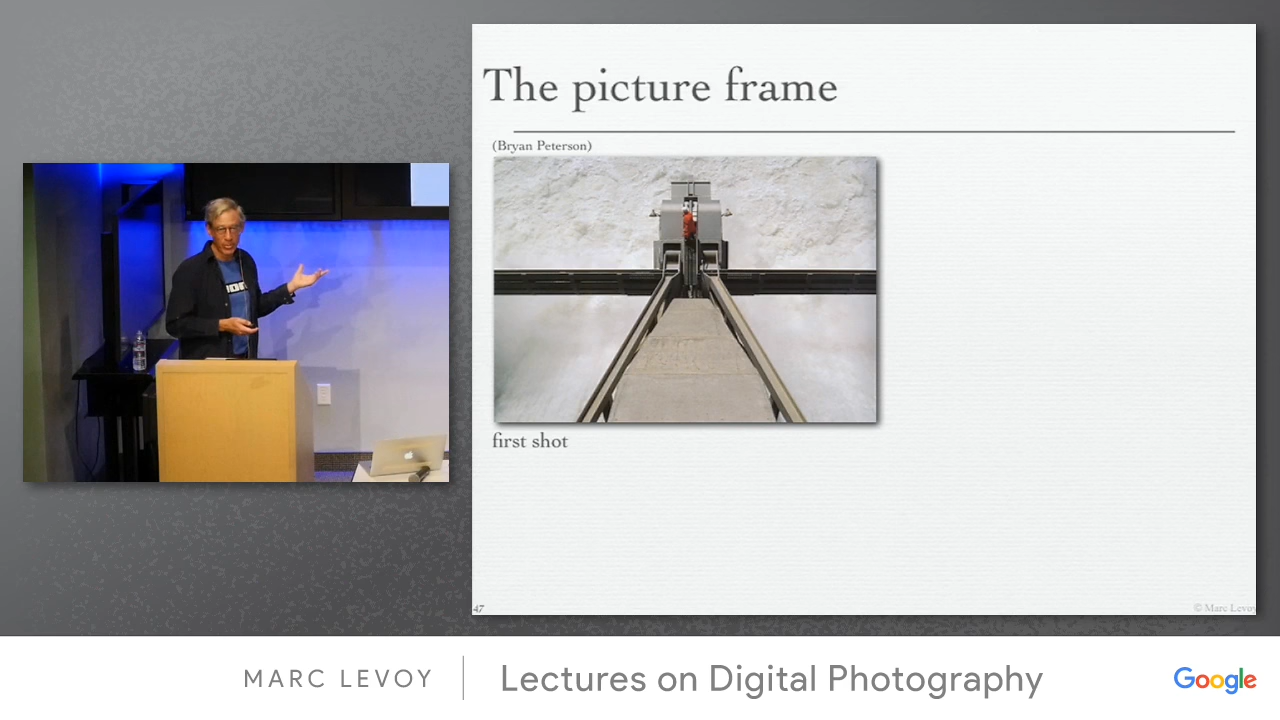 The picture frame
(Bryan Peterson)
first shot
47
© Marc Levoy
MARC LEVOY
Lectures on Digital Photography
Google